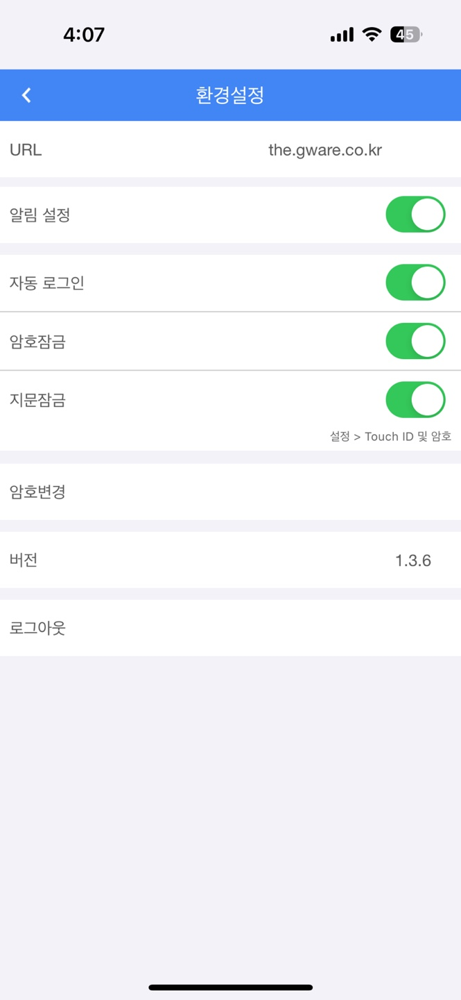 4:07
45
환경설정
URL the.gware.co.kr
알림 설정
자동 로그인
암호잠금
지문잠금
설정 > Touch ID 및 암호
암호변경
버전 1.3.6
로그아웃